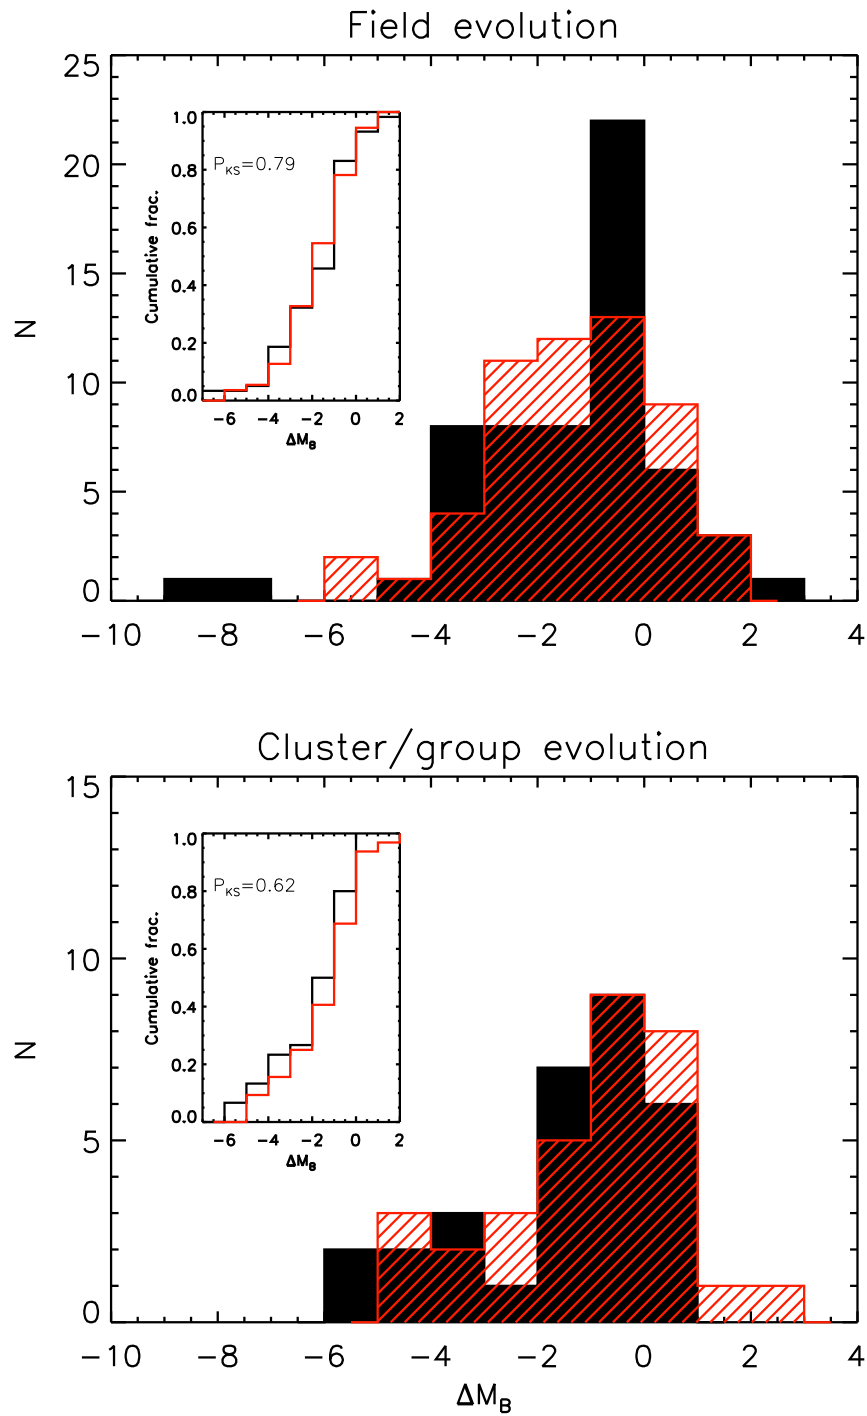 Field evolution
25
20
15
10
5
0
N
-10 -8 -6 -4 -2 0 2 4
1.0
0.8
0.6
0.4
0.2
0.0
Cumulative frac.
P_KS=0.79
-6 -4 -2 0 2
ΔM_B
Cluster/group evolution
15
10
5
0
N
-10 -8 -6 -4 -2 0 2 4
ΔM_B
1.0
0.8
0.6
0.4
0.2
0.0
Cumulative frac.
P_KS=0.62
-6 -4 -2 0 2
ΔM_B